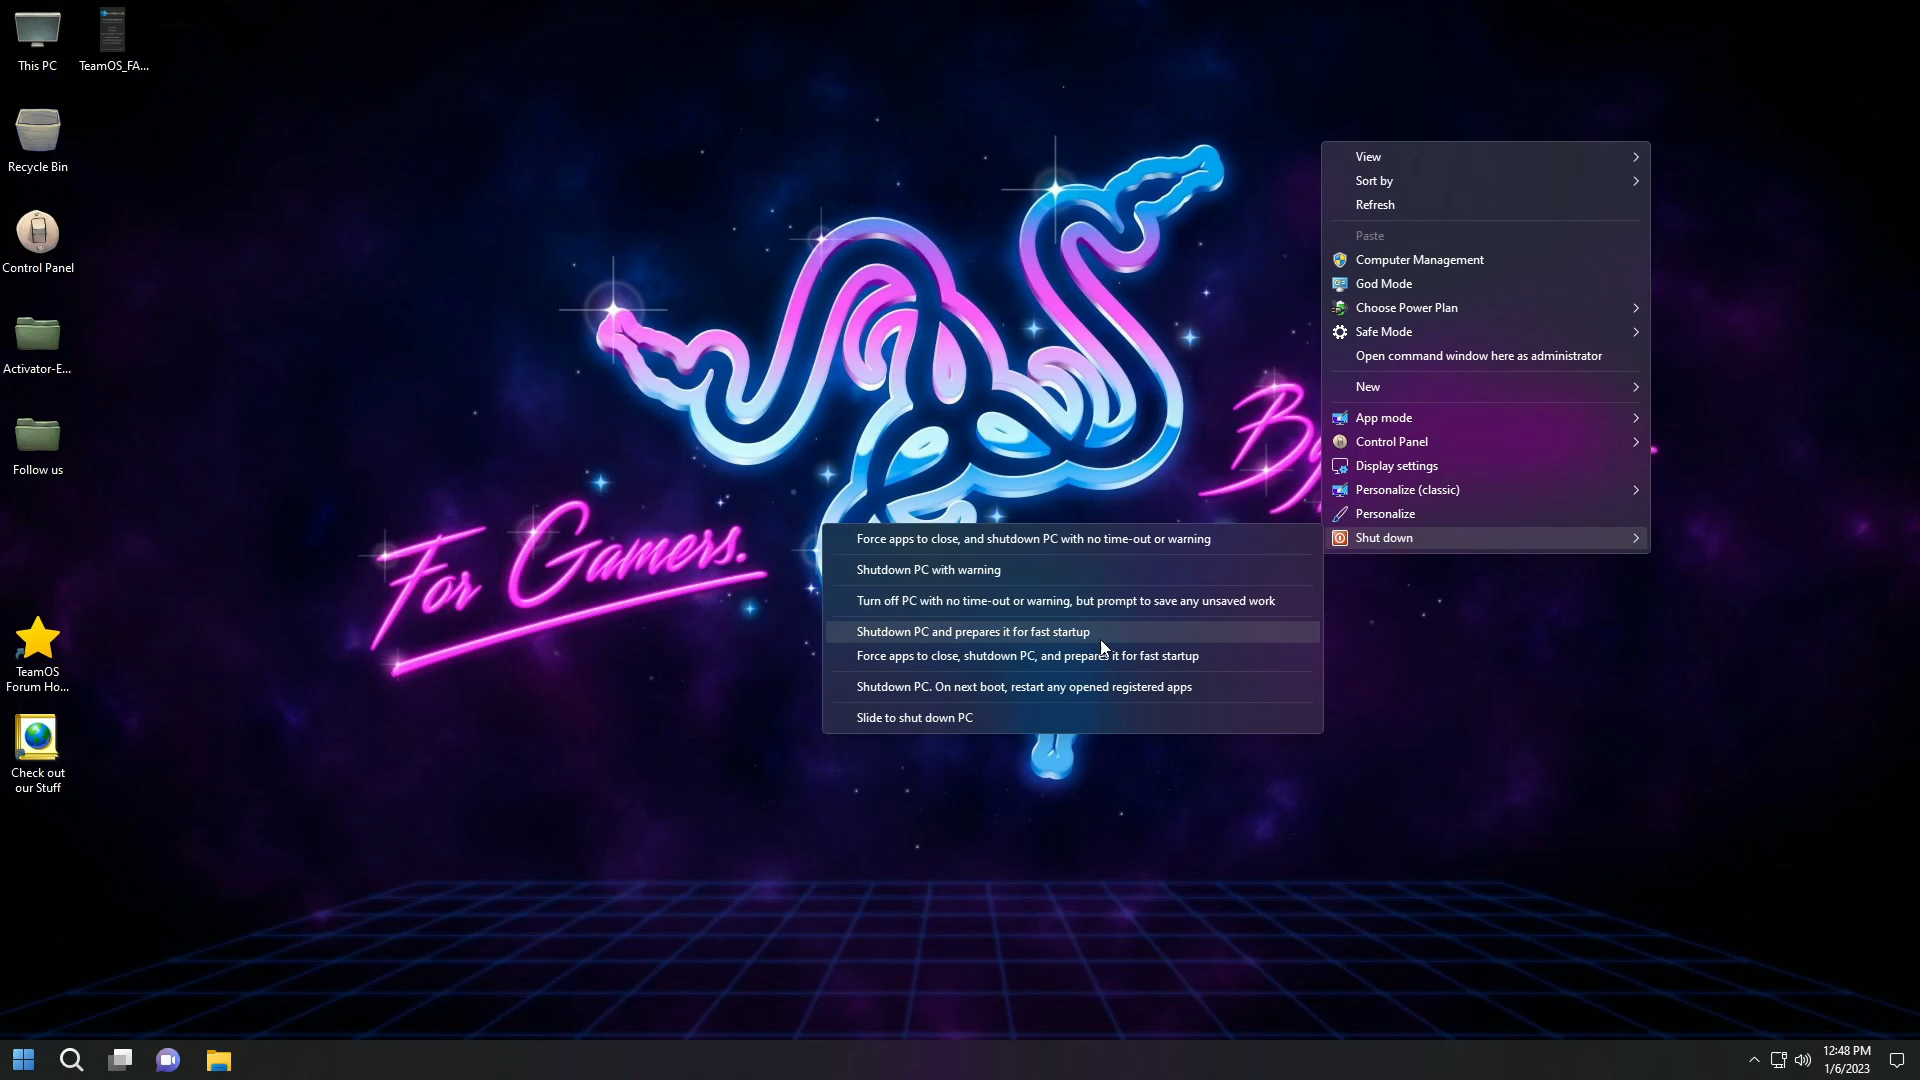 This PC
TeamOS_FA...
Recycle Bin
Control Panel
Activator-E...
Follow us
TeamOS
Forum Ho...
Check out
our Stuff
For Gamers.
By
View
Sort by
Refresh
Paste
Computer Management
God Mode
Choose Power Plan
Safe Mode
Open command window here as administrator
New
App mode
Control Panel
Display settings
Personalize (classic)
Personalize
Shut down
Force apps to close, and shutdown PC with no time-out or warning
Shutdown PC with warning
Turn off PC with no time-out or warning, but prompt to save any unsaved work
Shutdown PC and prepares it for fast startup
Force apps to close, shutdown PC, and prepares it for fast startup
Shutdown PC. On next boot, restart any opened registered apps
Slide to shut down PC
12:48 PM
1/6/2023